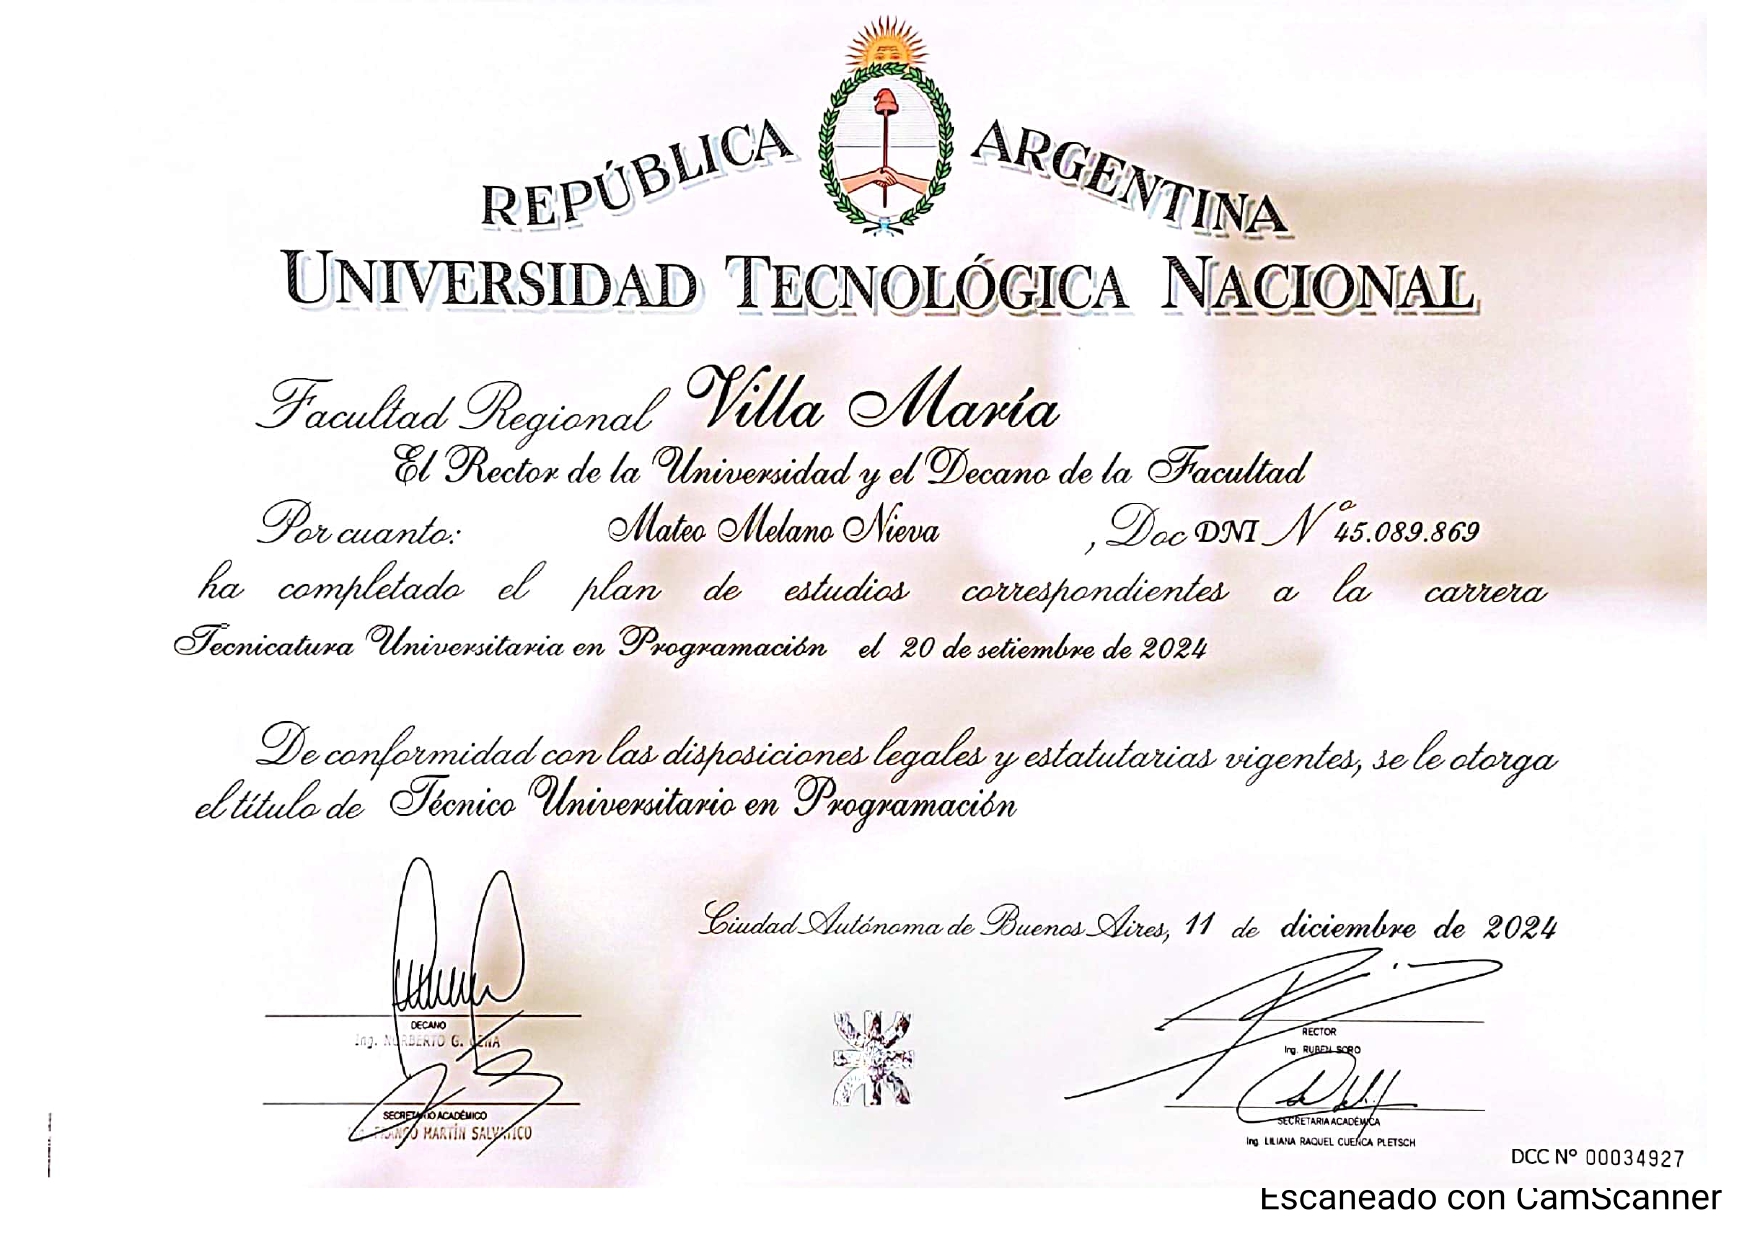 REPÚBLICA ARGENTINA
UNIVERSIDAD TECNOLÓGICA NACIONAL
Facultad Regional Villa María
El Rector de la Universidad y el Decano de la Facultad
Por cuanto: Mateo Melano Nieva , Doc DNI Nº 45.089.869
ha completado el plan de estudios correspondientes a la carrera
Tecnicatura Universitaria en Programación el 20 de setiembre de 2024
De conformidad con las disposiciones legales y estatutarias vigentes, se le otorga
el título de Técnico Universitario en Programación
Ciudad Autónoma de Buenos Aires, 11 de diciembre de 2024
DECANO
Ing. NORBERTO G. CENA
SECRETARIO ACADÉMICO
FRANCO MARTÍN SALVATICO
RECTOR
Ing. RUBEN SORO
SECRETARIA ACADÉMICA
Ing. LILIANA RAQUEL CUENCA PLETSCH
DCC Nº 00034927
Escaneado con CamScanner